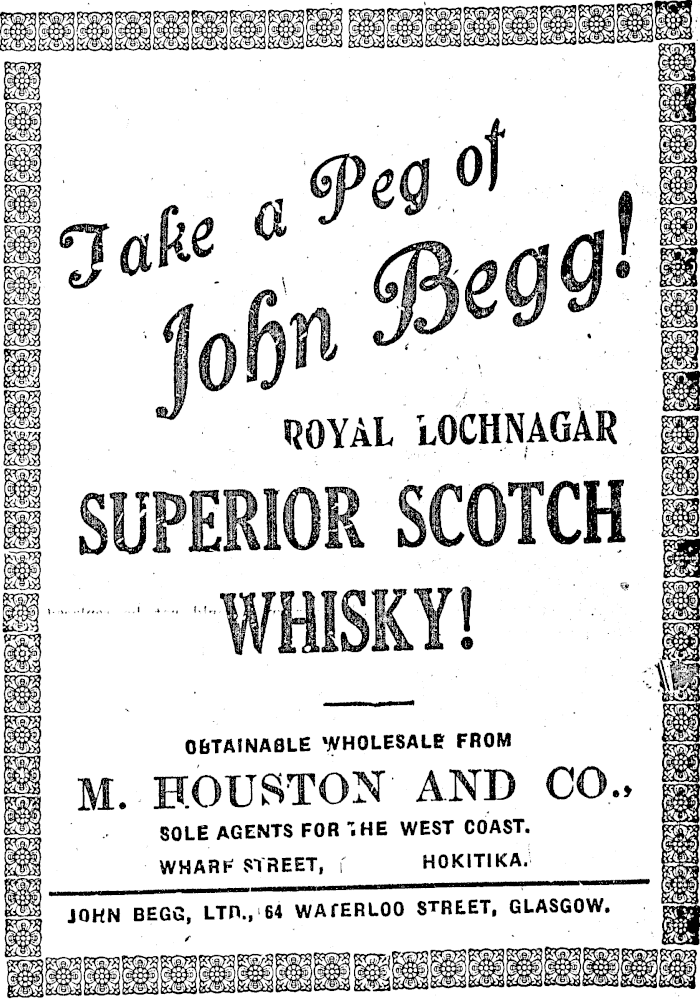 Take a Peg of
John Begg!
ROYAL LOCHNAGAR
SUPERIOR SCOTCH
WHISKY!
OBTAINABLE WHOLESALE FROM
M. HOUSTON AND CO.,
SOLE AGENTS FOR THE WEST COAST.
WHARF STREET, HOKITIKA.
JOHN BEGG, LTD., 64 WATERLOO STREET, GLASGOW.